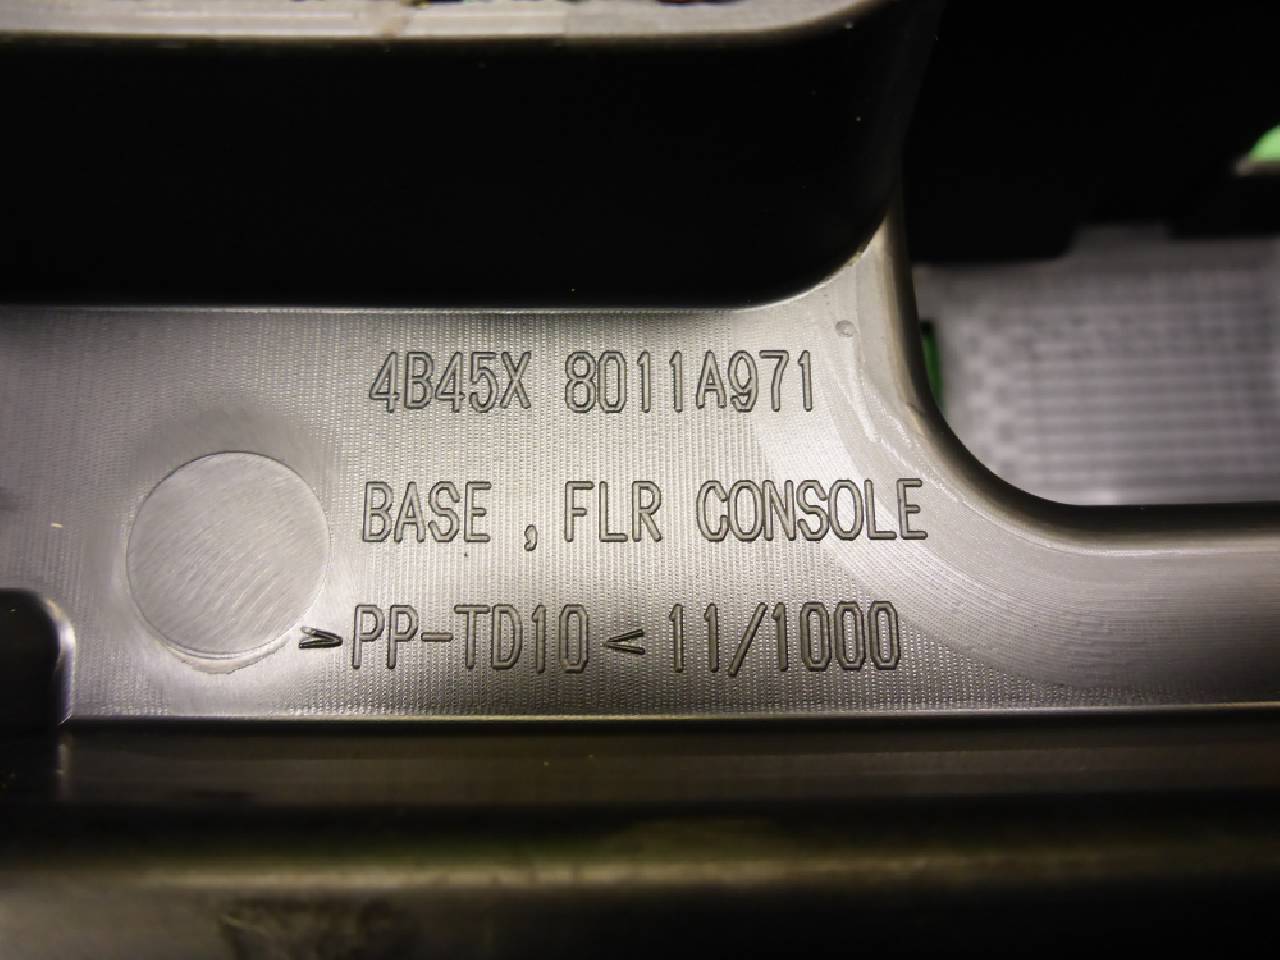 4B45X 8011A971
BASE , FLR CONSOLE
>PP-TD10< 11/1000